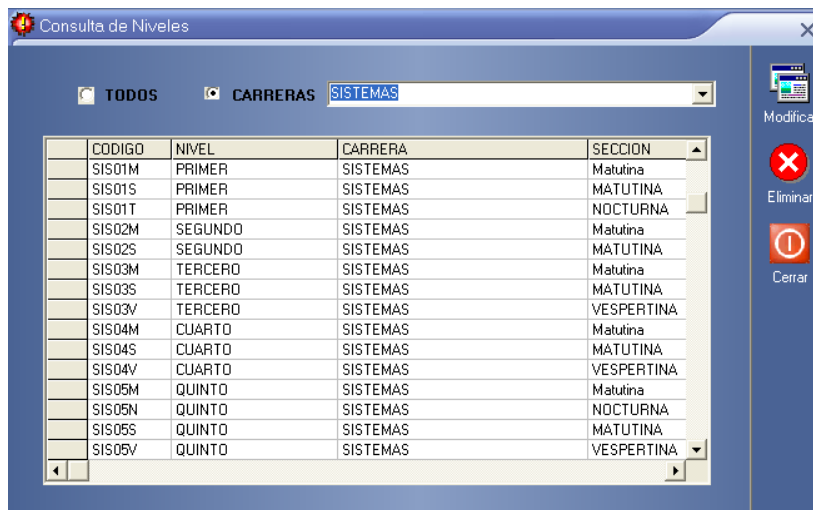 Consulta de Niveles
TODOS CARRERAS SISTEMAS
Modificar
CODIGO NIVEL CARRERA SECCION
SIS01M PRIMER SISTEMAS Matutina
SIS01S PRIMER SISTEMAS MATUTINA
Eliminar
SIS01T PRIMER SISTEMAS NOCTURNA
SIS02M SEGUNDO SISTEMAS Matutina
SIS02S SEGUNDO SISTEMAS MATUTINA
SIS03M TERCERO SISTEMAS Matutina
Cerrar
SIS03S TERCERO SISTEMAS MATUTINA
SIS03V TERCERO SISTEMAS VESPERTINA
SIS04M CUARTO SISTEMAS Matutina
SIS04S CUARTO SISTEMAS MATUTINA
SIS04V CUARTO SISTEMAS VESPERTINA
SIS05M QUINTO SISTEMAS Matutina
SIS05N QUINTO SISTEMAS NOCTURNA
SIS05S QUINTO SISTEMAS MATUTINA
SIS05V QUINTO SISTEMAS VESPERTINA